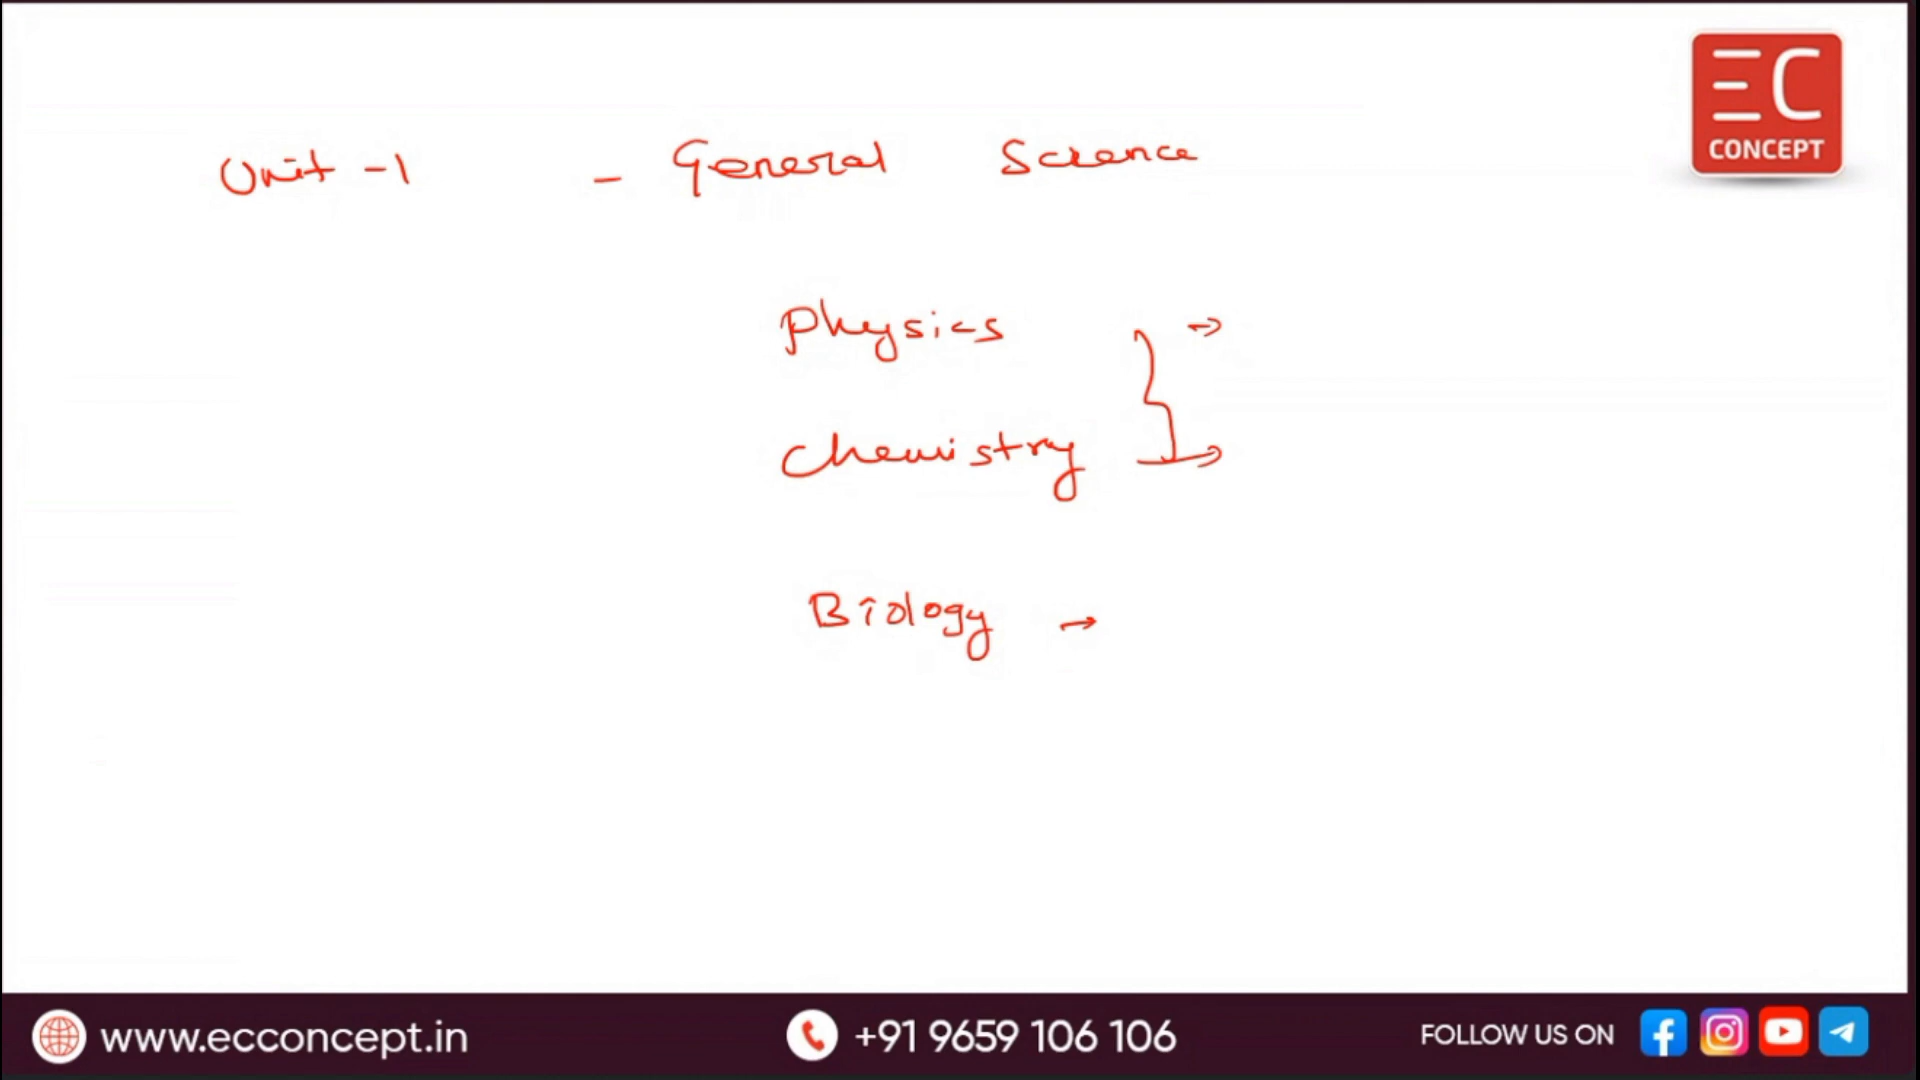 EC
CONCEPT
Unit -1 - General Science
Physics
Chemistry
Biology
www.ecconcept.in +91 9659 106 106 FOLLOW US ON